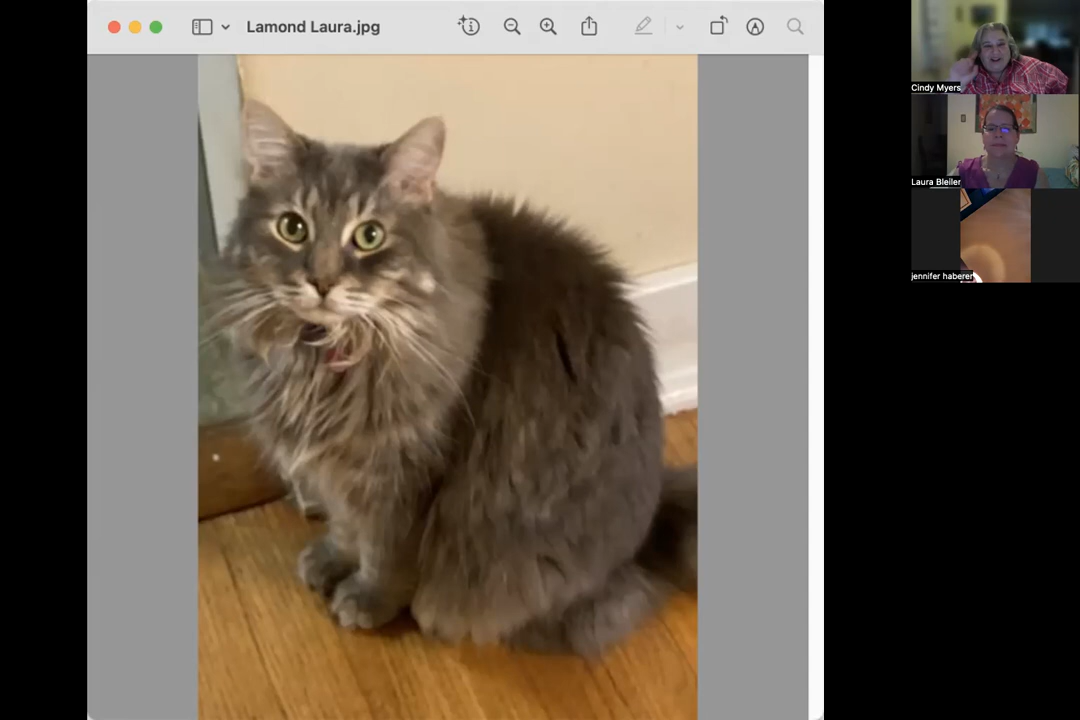 Lamond Laura.jpg
Cindy Myers
Laura Bleiler
jennifer haberer